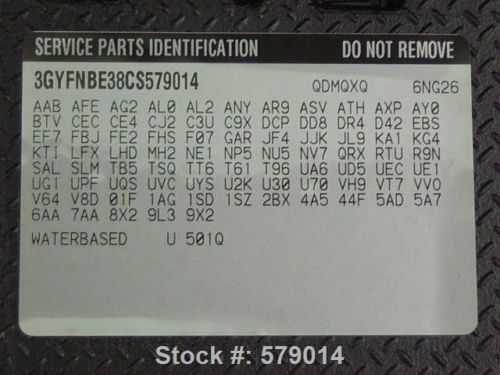 SERVICE PARTS IDENTIFICATION DO NOT REMOVE
3GYFNBE38CS579014 QDMQXQ 6NG26
AAB AFE AG2 AL0 AL2 ANY AR9 ASV ATH AXP AY0
BTV CEC CE4 CJ2 C3U C9X DCP DD8 DR4 D42 EBS
EF7 FBJ FE2 FHS F07 GAR JF4 JJK JL9 KA1 KG4
KTI LFX LHD MH2 NE1 NP5 NU5 NV7 QRX RTU R9N
SAL SLM TB5 TSQ TT6 T61 T96 UA6 UD5 UEC UE1
UG1 UPF UQS UVC UYS U2K U30 U70 VH9 VT7 VV0
V64 V8D 01F 1AG 1SD 1SZ 2BX 4A5 44F 5AD 5A7
6AA 7AA 8X2 9L3 9X2
WATERBASED U 501Q
Stock #: 579014